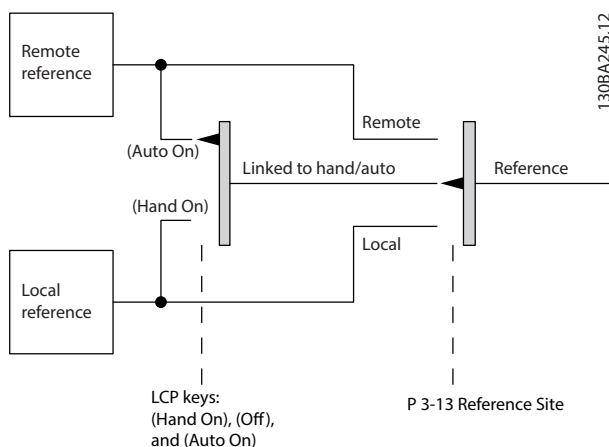 Remote
reference
130BA245.12
Remote
(Auto On)
Linked to hand/auto
Reference
(Hand On)
Local
Local
reference
LCP keys:
(Hand On), (Off),
and (Auto On)
P 3-13 Reference Site